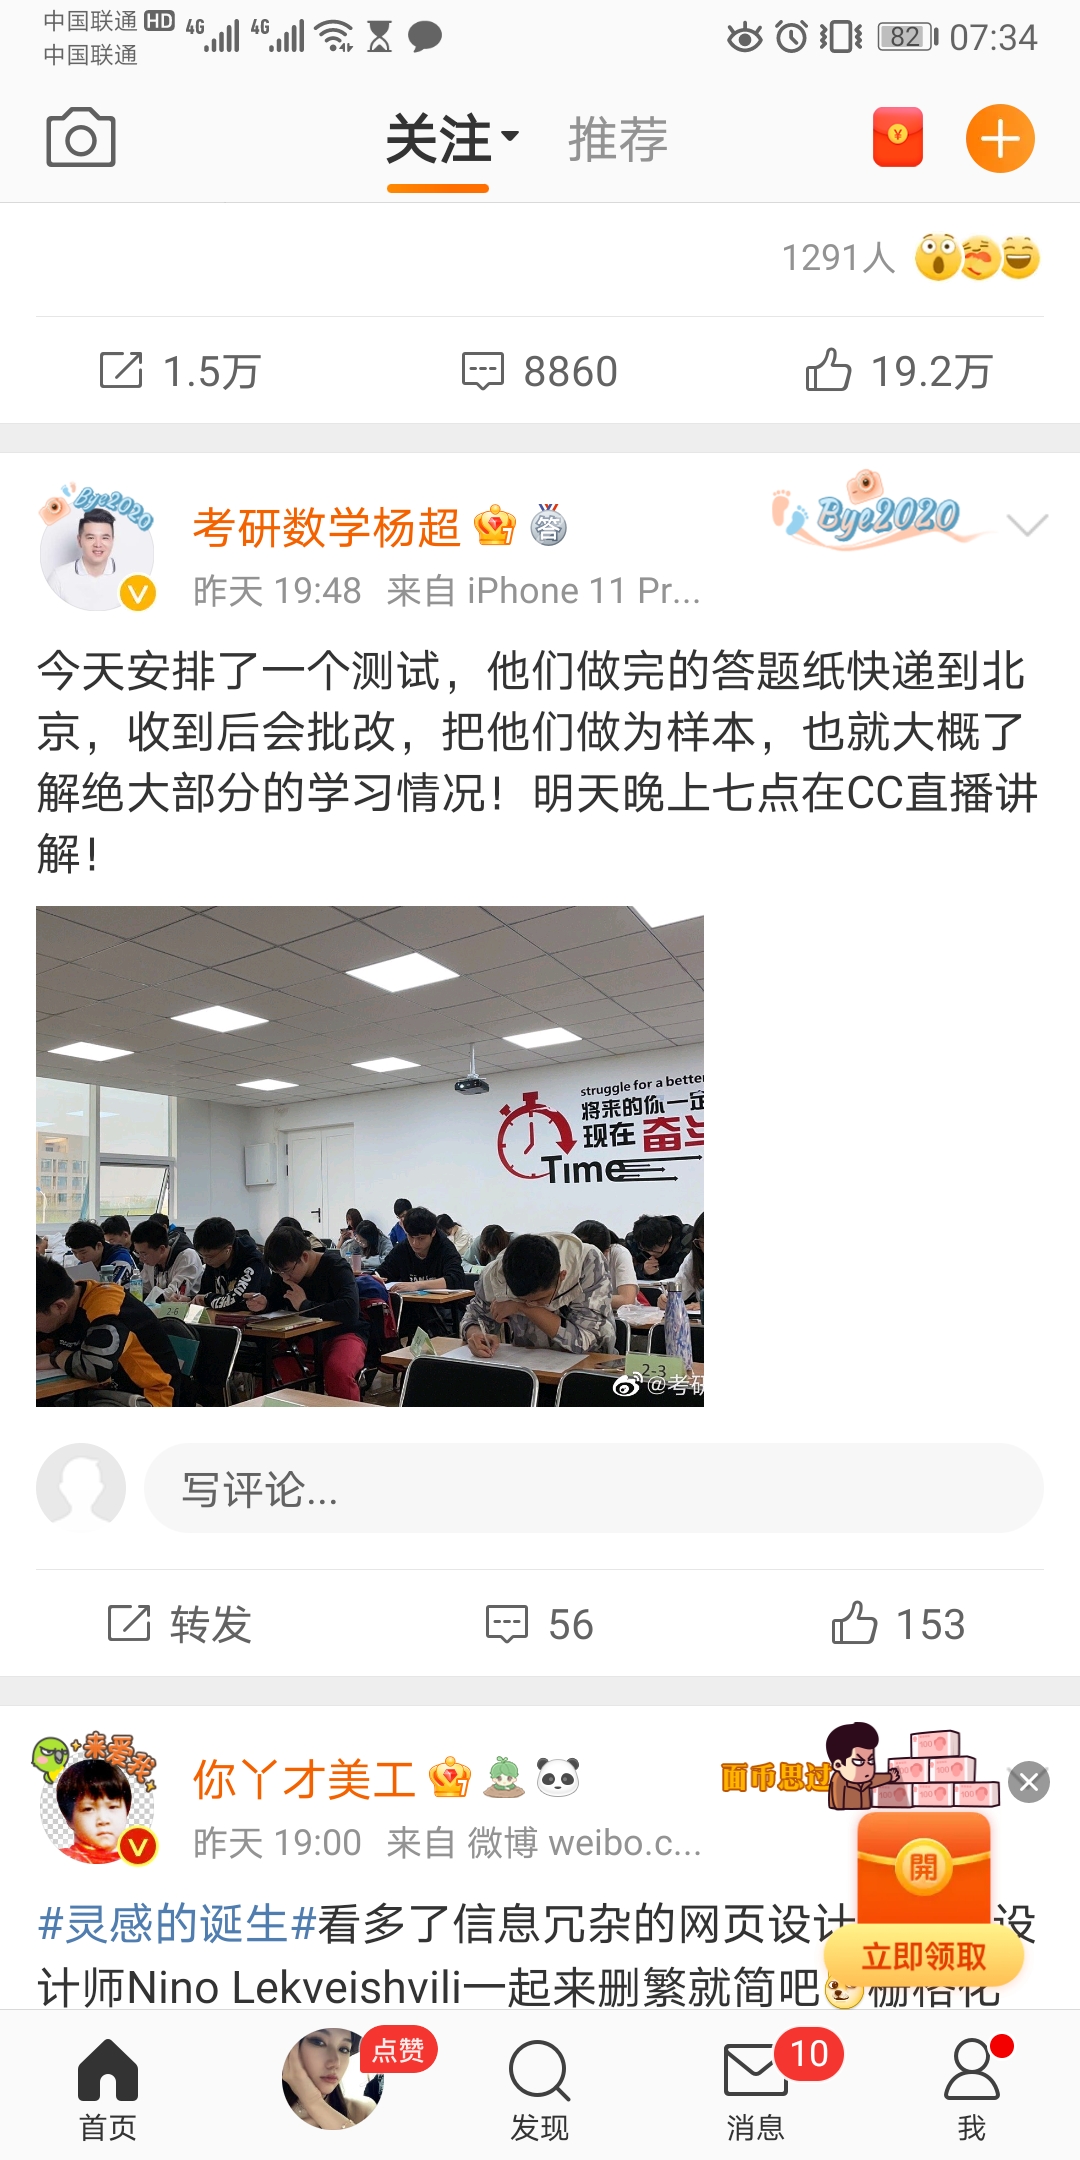 中国联通 HD 4G 4G 82 07:34
中国联通
关注 推荐
1291人
1.5万 8860 19.2万
Bye2020
考研数学杨超 答 Bye2020
昨天 19:48 来自 iPhone 11 Pr...
今天安排了一个测试，他们做完的答题纸快递到北
京，收到后会批改，把他们做为样本，也就大概了
解绝大部分的学习情况！明天晚上七点在CC直播讲
解！
struggle for a better
将来的你一定
现在 奋斗
Time
2-6
2-3
@考研
写评论...
转发 56 153
来爱我
你丫才美工 面币思过
昨天 19:00 来自 微博 weibo.c...
開
#灵感的诞生#看多了信息冗杂的网页设计 设
立即领取
计师Nino Lekveishvili一起来删繁就简吧 栅格化
点赞 10
首页 发现 消息 我